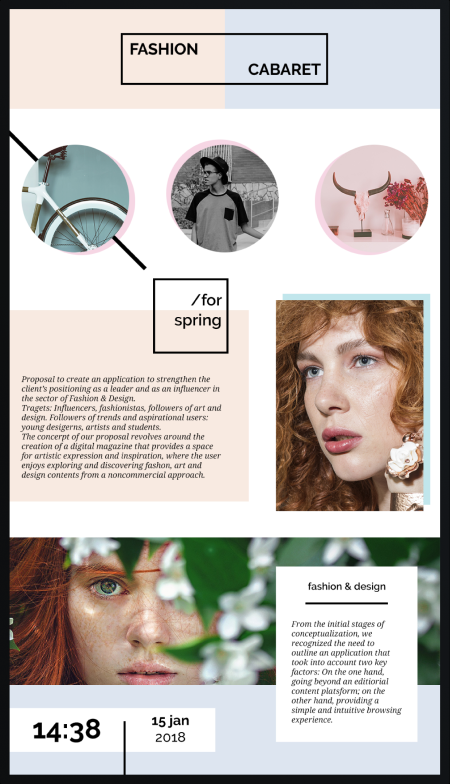 FASHION
CABARET
/for
spring
Proposal to create an application to strengthen the
client's positioning as a leader and as an influencer in
the sector of Fashion & Design.
Tragets: Influencers, fashionistas, followers of art and
design. Followers of trends and aspirational users:
young desigerns, artists and students.
The concerpt of our proposal revolves around the
creation of a digital magazine that provides a space
for artistic expression and inspiration, where the user
enjoys exploring and discovering fashon, art and
design contents from a noncommercial approach.
fashion & design
From the initial stages of
conceptualization, we
recognized the need to
outline an application that
took into account two key
factors: On the one hand,
going beyond an editiorial
content platsform; on the
other hand, providing a
simple and intuitive browsing
experience.
14:38
15 jan
2018